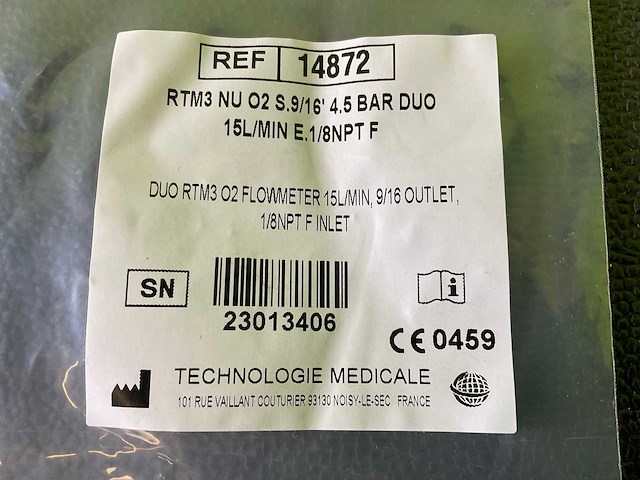 REF 14872
RTM3 NU O2 S.9/16' 4.5 BAR DUO
15L/MIN E.1/8NPT F
DUO RTM3 O2 FLOWMETER 15L/MIN, 9/16 OUTLET,
1/8NPT F INLET
SN
23013406
i
CE 0459
TECHNOLOGIE MEDICALE
101 RUE VAILLANT COUTURIER 93130 NOISY-LE-SEC FRANCE